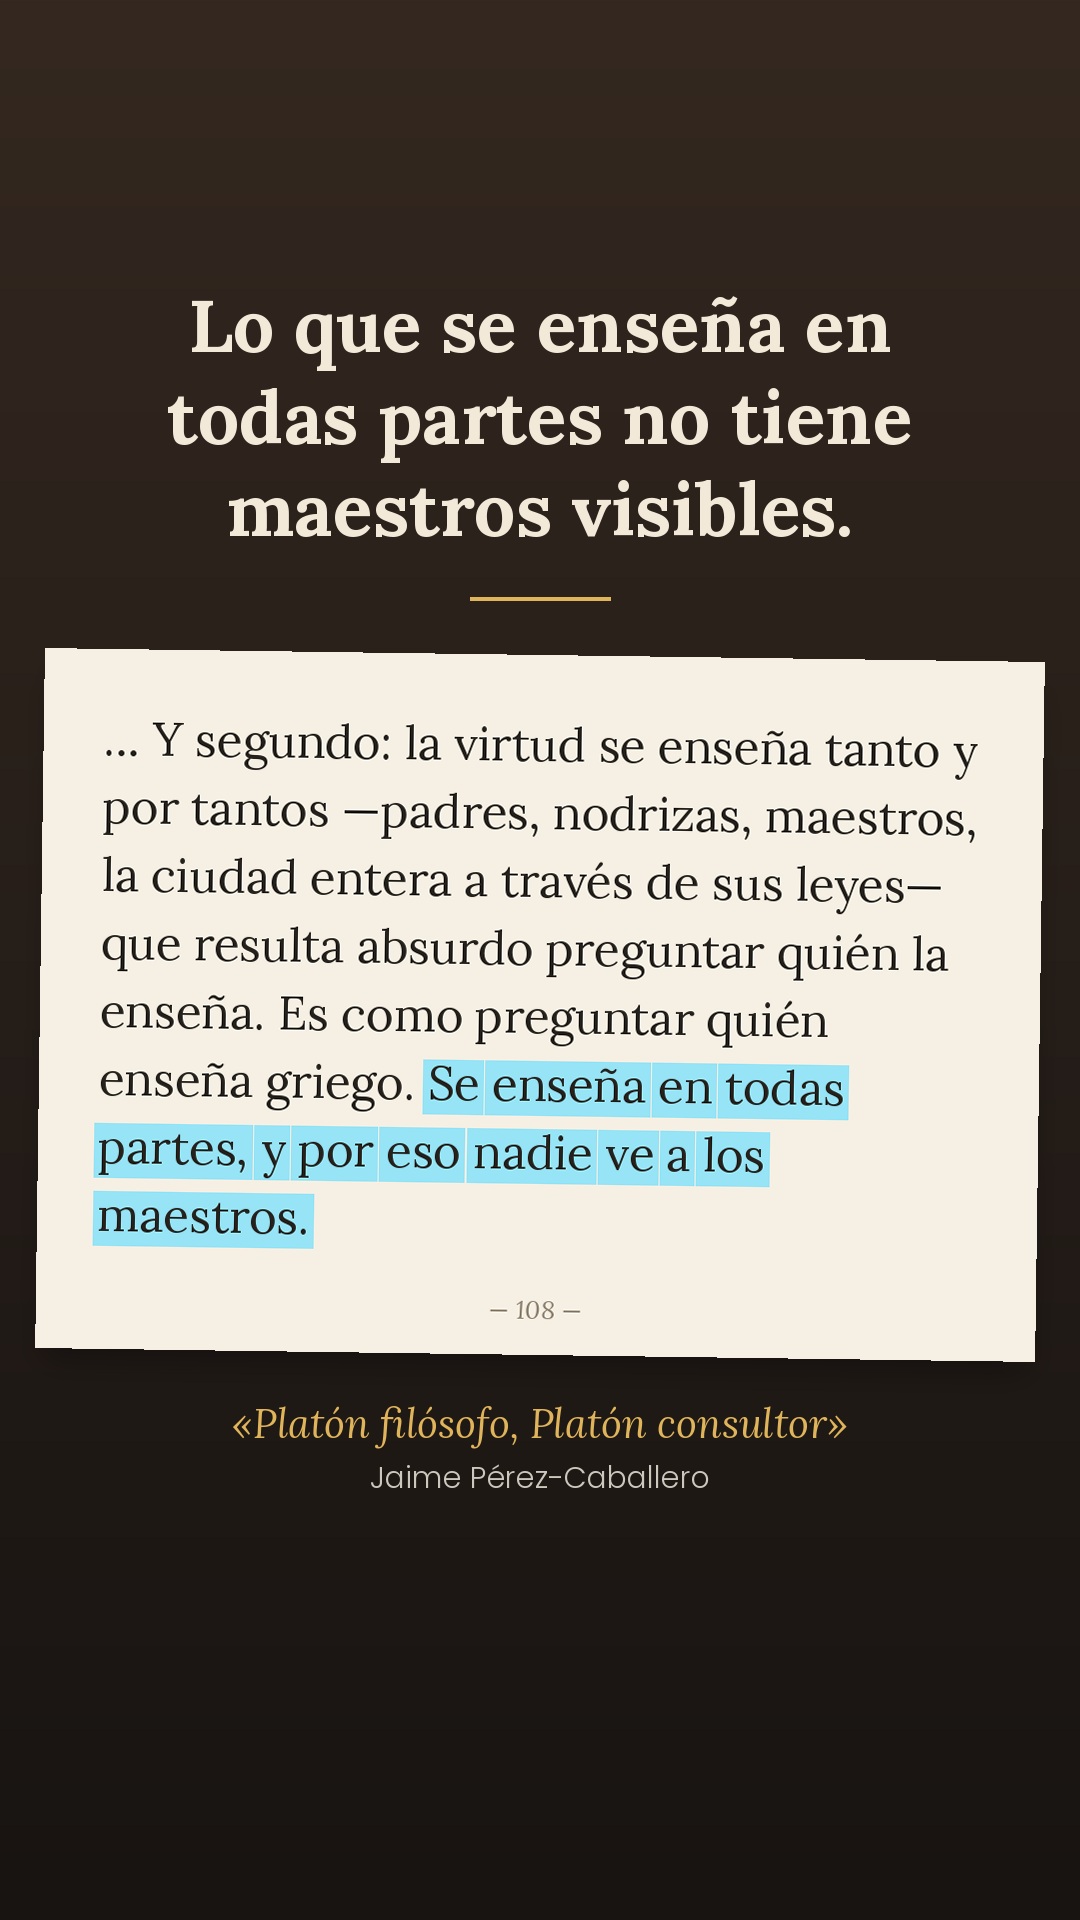 Lo que se enseña en
todas partes no tiene
maestros visibles.
... Y segundo: la virtud se enseña tanto y
por tantos —padres, nodrizas, maestros,
la ciudad entera a través de sus leyes—
que resulta absurdo preguntar quién la
enseña. Es como preguntar quién
enseña griego. Se enseña en todas
partes, y por eso nadie ve a los
maestros.
— 108 —
«Platón filósofo, Platón consultor»
Jaime Pérez-Caballero